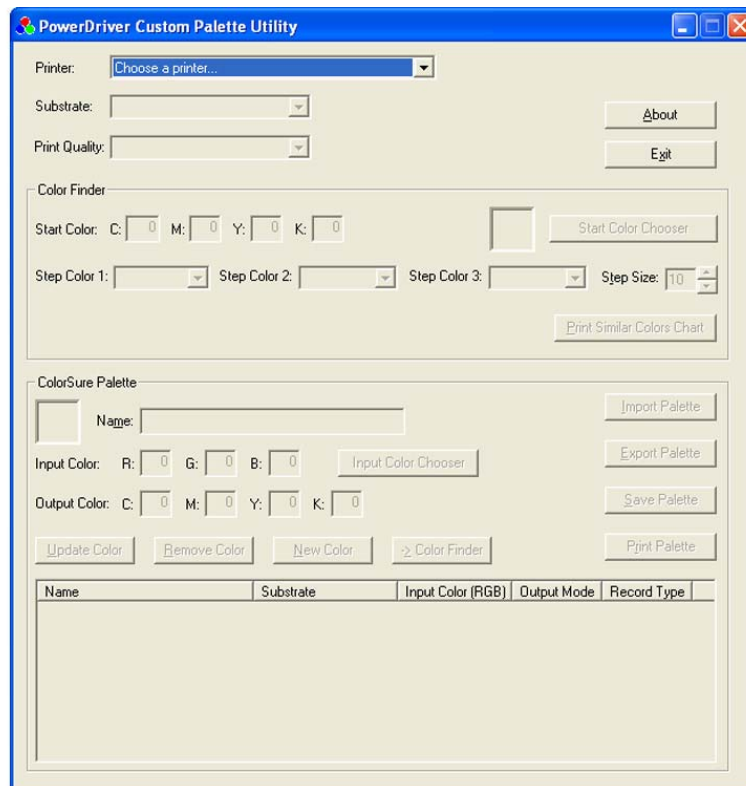 PowerDriver Custom Palette Utility
Printer: Choose a printer...
Substrate:
About
Print Quality:
Exit
Color Finder
Start Color: C: 0 M: 0 Y: 0 K: 0 Start Color Chooser
Step Color 1: Step Color 2: Step Color 3: Step Size: 10
Print Similar Colors Chart
ColorSure Palette
Import Palette
Name:
Export Palette
Input Color: R: 0 G: 0 B: 0 Input Color Chooser
Save Palette
Output Color: C: 0 M: 0 Y: 0 K: 0
Update Color Remove Color New Color -> Color Finder Print Palette
Name Substrate Input Color (RGB) Output Mode Record Type